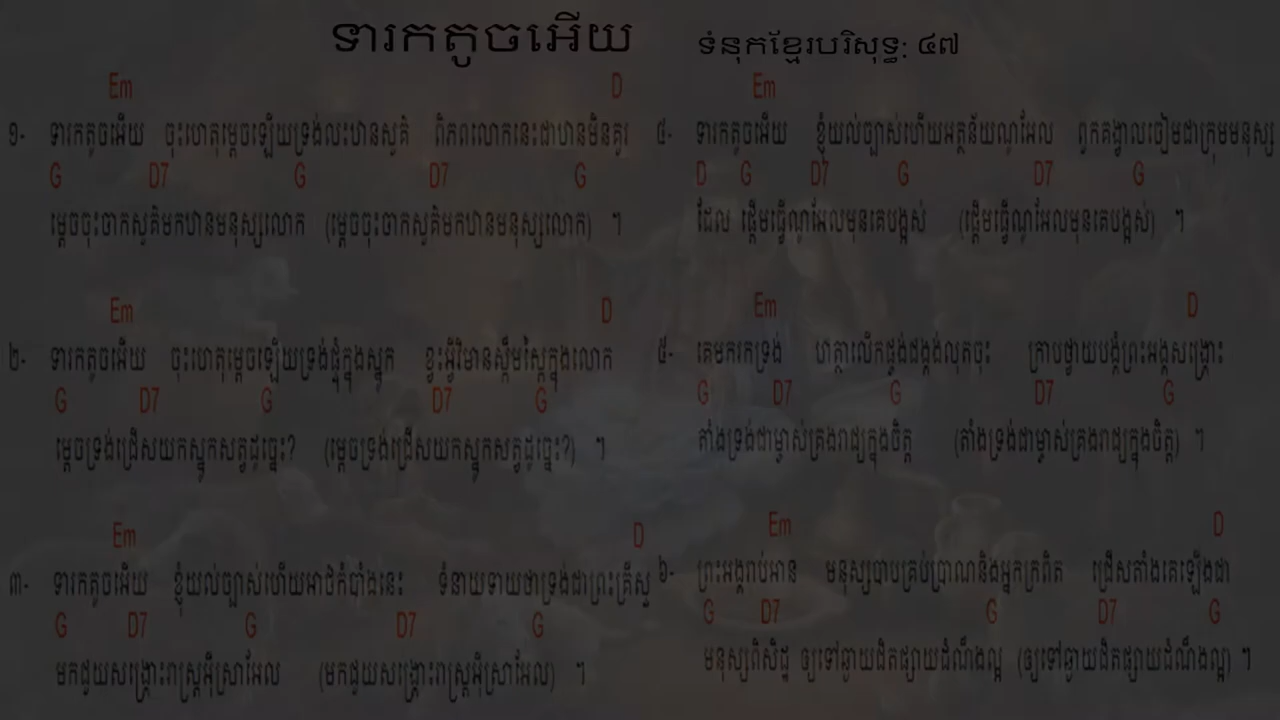 ទារកតូចអើយ
ទំនុកខ្មែរបរិសុទ្ធ: ៤៧
Em D
១- ទារកតូចអើយ ចុះហេតុម្ដេចឡើយទ្រង់លះឋានសួគ៌ ពិភពលោកនេះជាឋានមិនគួរ
G D7 G D7 G
ម្ដេចចុះចាកសួគ៌មកឋានមនុស្សលោក (ម្ដេចចុះចាកសួគ៌មកឋានមនុស្សលោក) ។
Em D
២- ទារកតូចអើយ ចុះហេតុម្ដេចឡើយទ្រង់ផ្ទុំក្នុងស្នូក ខ្វះអ្វីវិមានស្កឹមស្កៃក្នុងលោក
G D7 G D7 G
ម្ដេចទ្រង់ជ្រើសយកស្នូកសត្វដូច្នេះ? (ម្ដេចទ្រង់ជ្រើសយកស្នូកសត្វដូច្នេះ?) ។
Em D
៣- ទារកតូចអើយ ខ្ញុំយល់ច្បាស់ហើយអាថ៌កំបាំងនេះ ទំនាយទាយថាទ្រង់ជាព្រះគ្រីស្ទ
G D7 G D7 G
មកជួយសង្គ្រោះរាស្ត្រអ៊ីស្រាអែល (មកជួយសង្គ្រោះរាស្ត្រអ៊ីស្រាអែល) ។
Em
៤- ទារកតូចអើយ ខ្ញុំយល់ច្បាស់ហើយអត្ថន័យណូអែល ពួកគង្វាលចៀមជាក្រុមមនុស្ស
D G D7 G D7 G
ដែល ផ្ដើមធ្វើណូអែលមុនគេបង្អស់ (ផ្ដើមធ្វើណូអែលមុនគេបង្អស់) ។
Em D
៥- គេមករកទ្រង់ ហត្ថាលើកផ្គង់ជង្គង់លុតចុះ ក្រាបថ្វាយបង្គំព្រះអង្គសង្គ្រោះ
G D7 G D7 G
តាំងទ្រង់ជាម្ចាស់គ្រងរាជ្យក្នុងចិត្ត (តាំងទ្រង់ជាម្ចាស់គ្រងរាជ្យក្នុងចិត្ត) ។
Em D
៦- ព្រះអង្គរាប់អាន មនុស្សបាបគ្រប់ប្រាណនិងអ្នកក្រពិត ជ្រើសតាំងគេឡើងជា
G D7 G D7 G
មនុស្សពិសិដ្ឋ ឲ្យទៅឆ្ងាយជិតផ្សាយដំណឹងល្អ (ឲ្យទៅឆ្ងាយជិតផ្សាយដំណឹងល្អ) ។